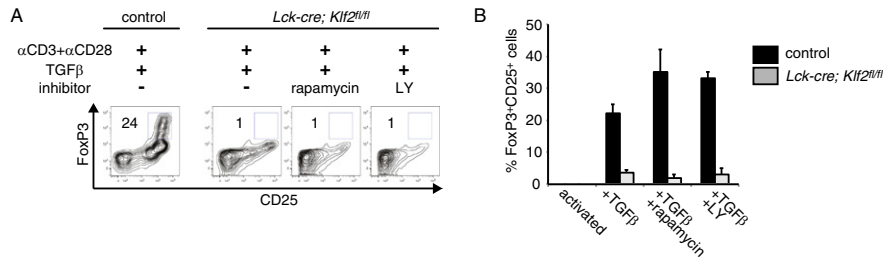 A
control
Lck-cre; Klf2fl/fl
αCD3+αCD28 + + + +
TGFβ + + + +
inhibitor - - rapamycin LY
FoxP3
24
1
1
1
CD25
B
% FoxP3+CD25+ cells
50
40
30
20
10
0
activated
+TGFβ
+TGFβ
+rapamycin
+TGFβ
+LY
control
Lck-cre; Klf2fl/fl